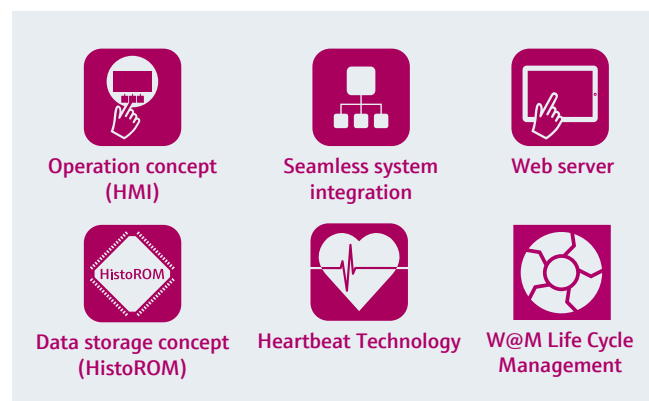 Operation concept
(HMI)
Seamless system
integration
Web server
HistoROM
Data storage concept
(HistoROM)
Heartbeat Technology
W@M Life Cycle
Management